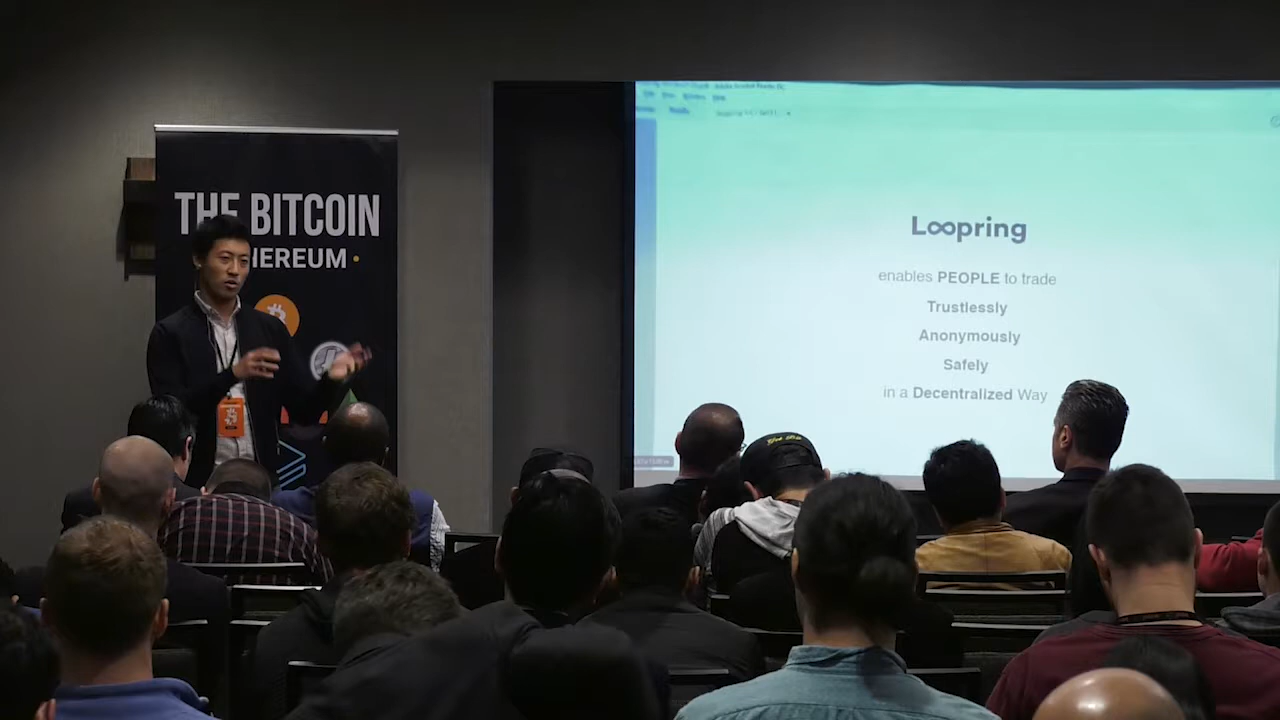 THE BITCOIN
HEREUM
Loopring
enables PEOPLE to trade
Trustlessly
Anonymously
Safely
in a Decentralized Way